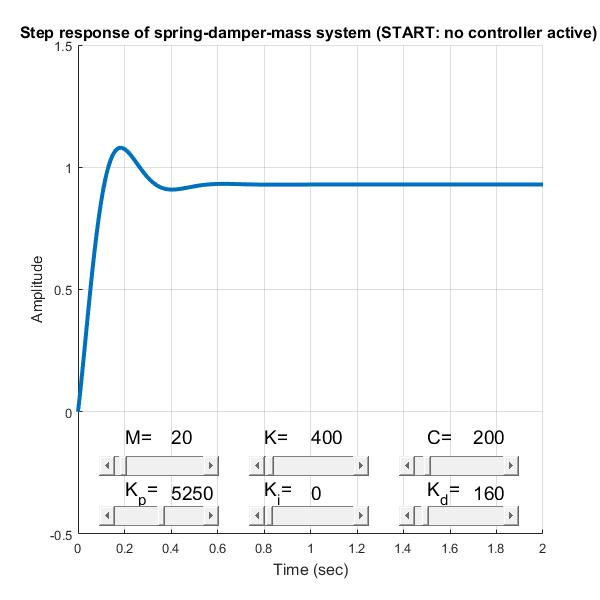 Step response of spring-damper-mass system (START: no controller active)
1.5
1
0.5
0
-0.5
Amplitude
M= 20 K= 400 C= 200
Kp= 5250 Ki= 0 Kd= 160
0 0.2 0.4 0.6 0.8 1 1.2 1.4 1.6 1.8 2
Time (sec)